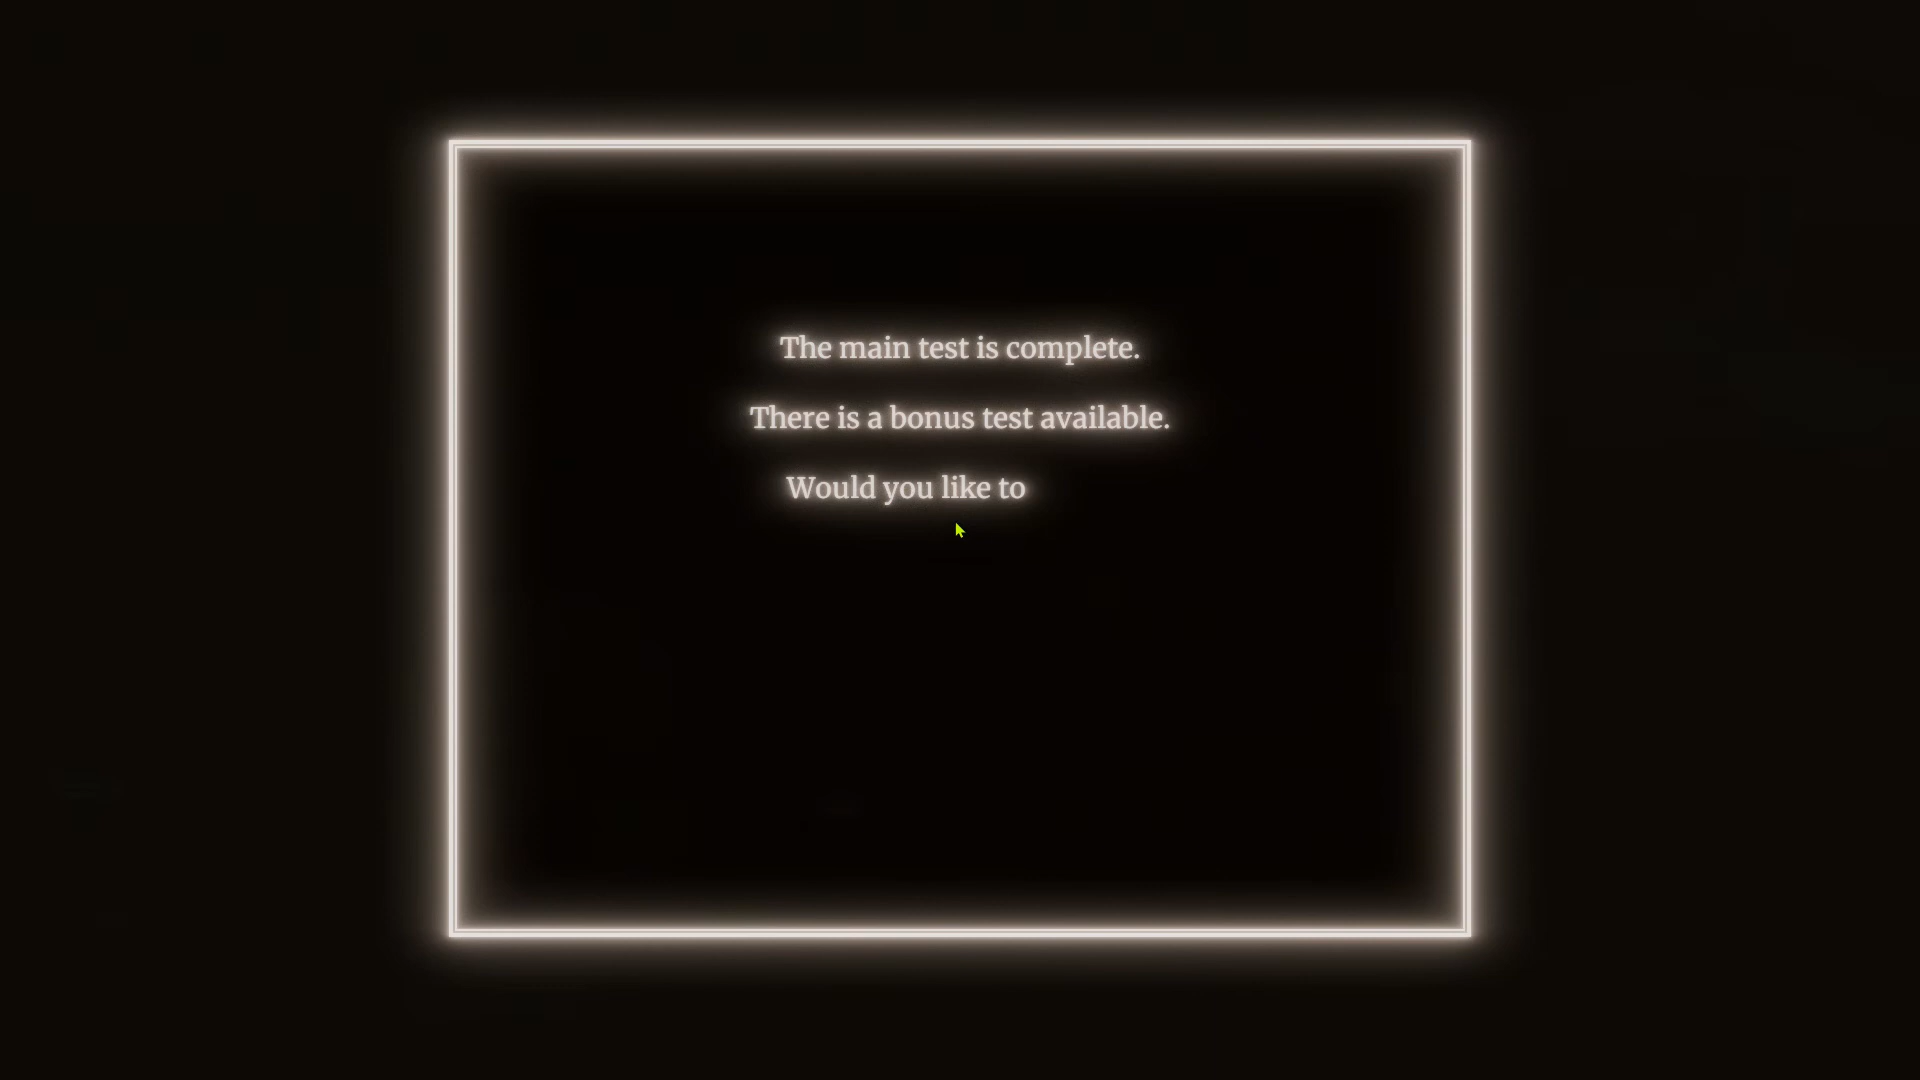 The main test is complete.
There is a bonus test available.
Would you like to